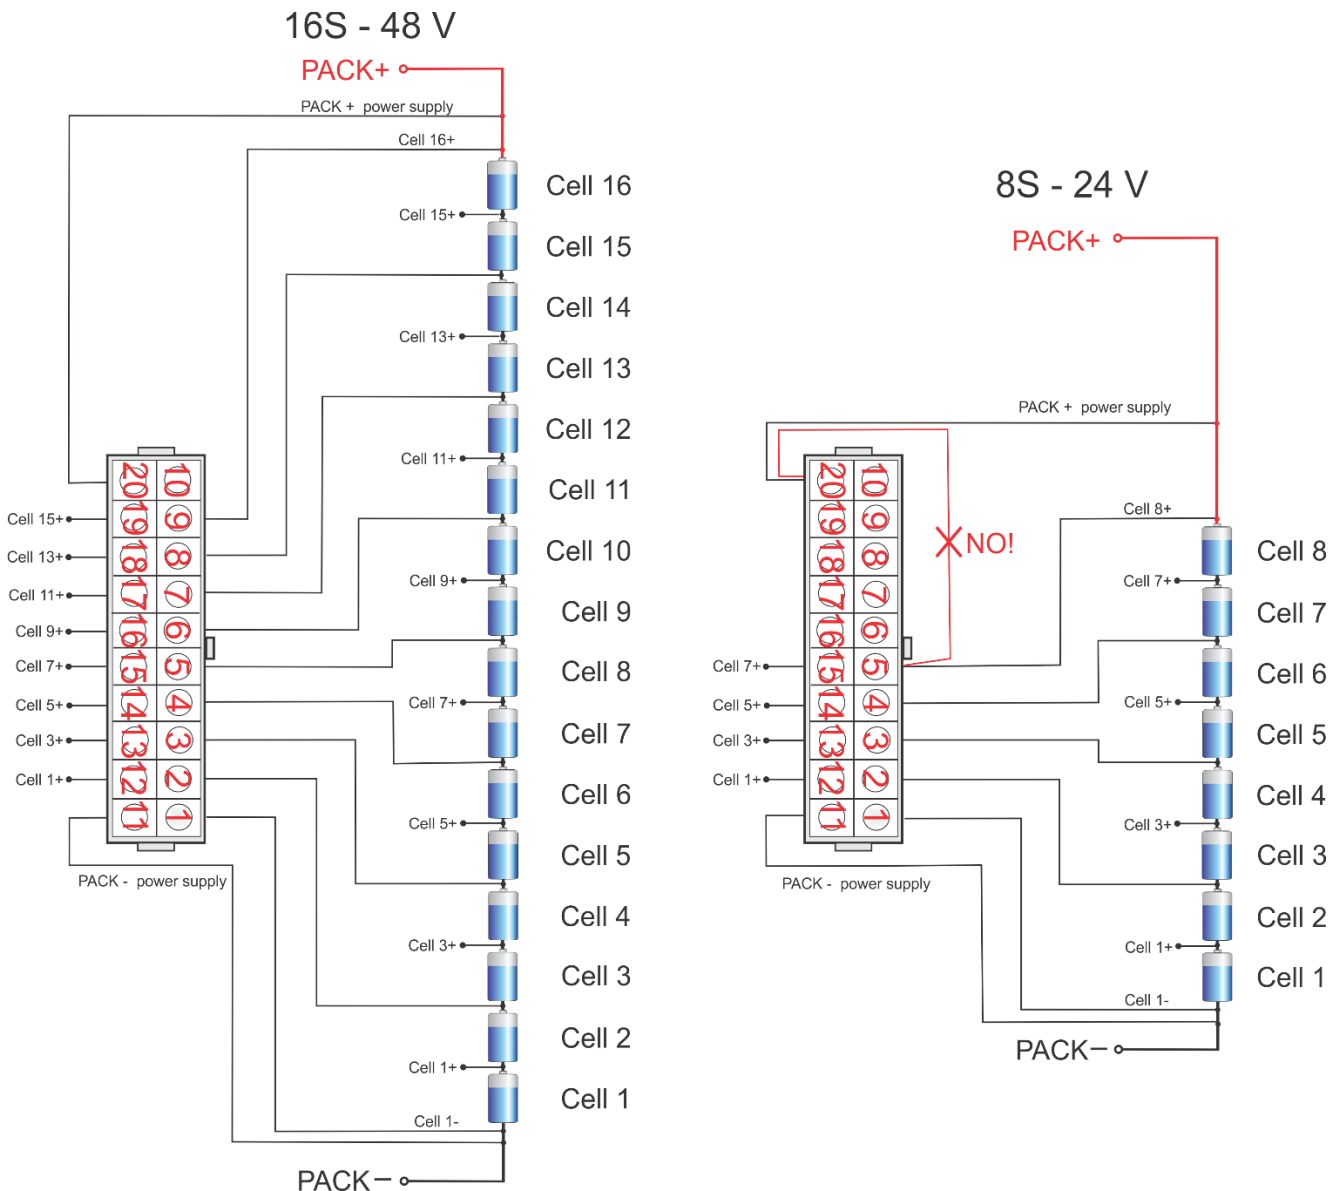 16S - 48 V
PACK+
PACK + power supply
Cell 16+
Cell 16
Cell 15+
Cell 15
Cell 14
Cell 13+
Cell 13
Cell 12
Cell 11+
Cell 11
Cell 10
Cell 9+
Cell 9
Cell 8
Cell 7+
Cell 7
Cell 6
Cell 5+
Cell 5
Cell 4
Cell 3+
Cell 3
Cell 2
Cell 1+
Cell 1
Cell 1-
PACK –
20 10
Cell 15+ 19 9
Cell 13+ 18 8
Cell 11+ 17 7
Cell 9+ 16 6
Cell 7+ 15 5
Cell 5+ 14 4
Cell 3+ 13 3
Cell 1+ 12 2
11 1
PACK - power supply
8S - 24 V
PACK+
PACK + power supply
20 10
19 9
18 8
17 7
16 6
Cell 7+ 15 5
Cell 5+ 14 4
Cell 3+ 13 3
Cell 1+ 12 2
11 1
PACK - power supply
NO!
Cell 8+
Cell 8
Cell 7+
Cell 7
Cell 6
Cell 5+
Cell 5
Cell 4
Cell 3+
Cell 3
Cell 2
Cell 1+
Cell 1
Cell 1-
PACK –